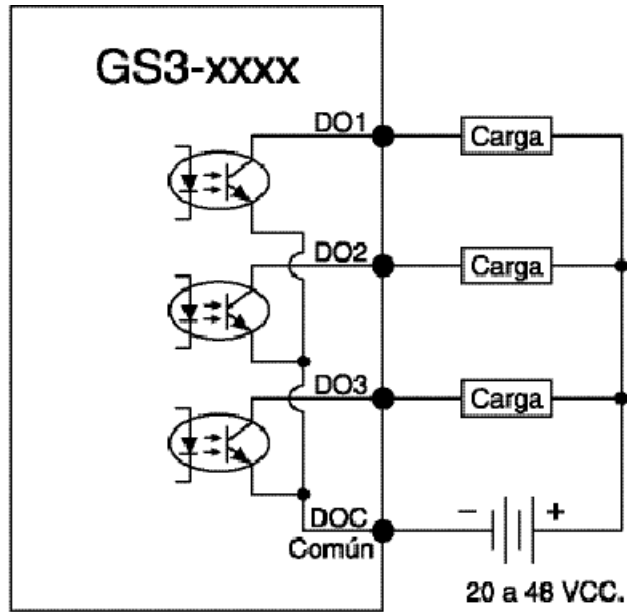 GS3-xxxx
DO1
Carga
DO2
Carga
DO3
Carga
DOC
Común
− +
20 a 48 VCC.